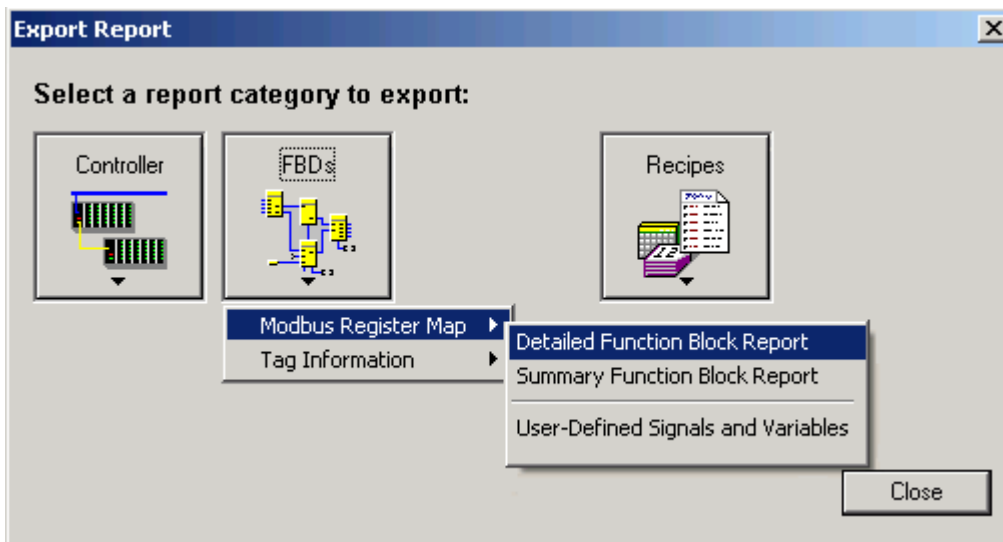 Export Report
Select a report category to export:
Controller
FBDs
Recipes
Modbus Register Map
Tag Information
Detailed Function Block Report
Summary Function Block Report
User-Defined Signals and Variables
Close